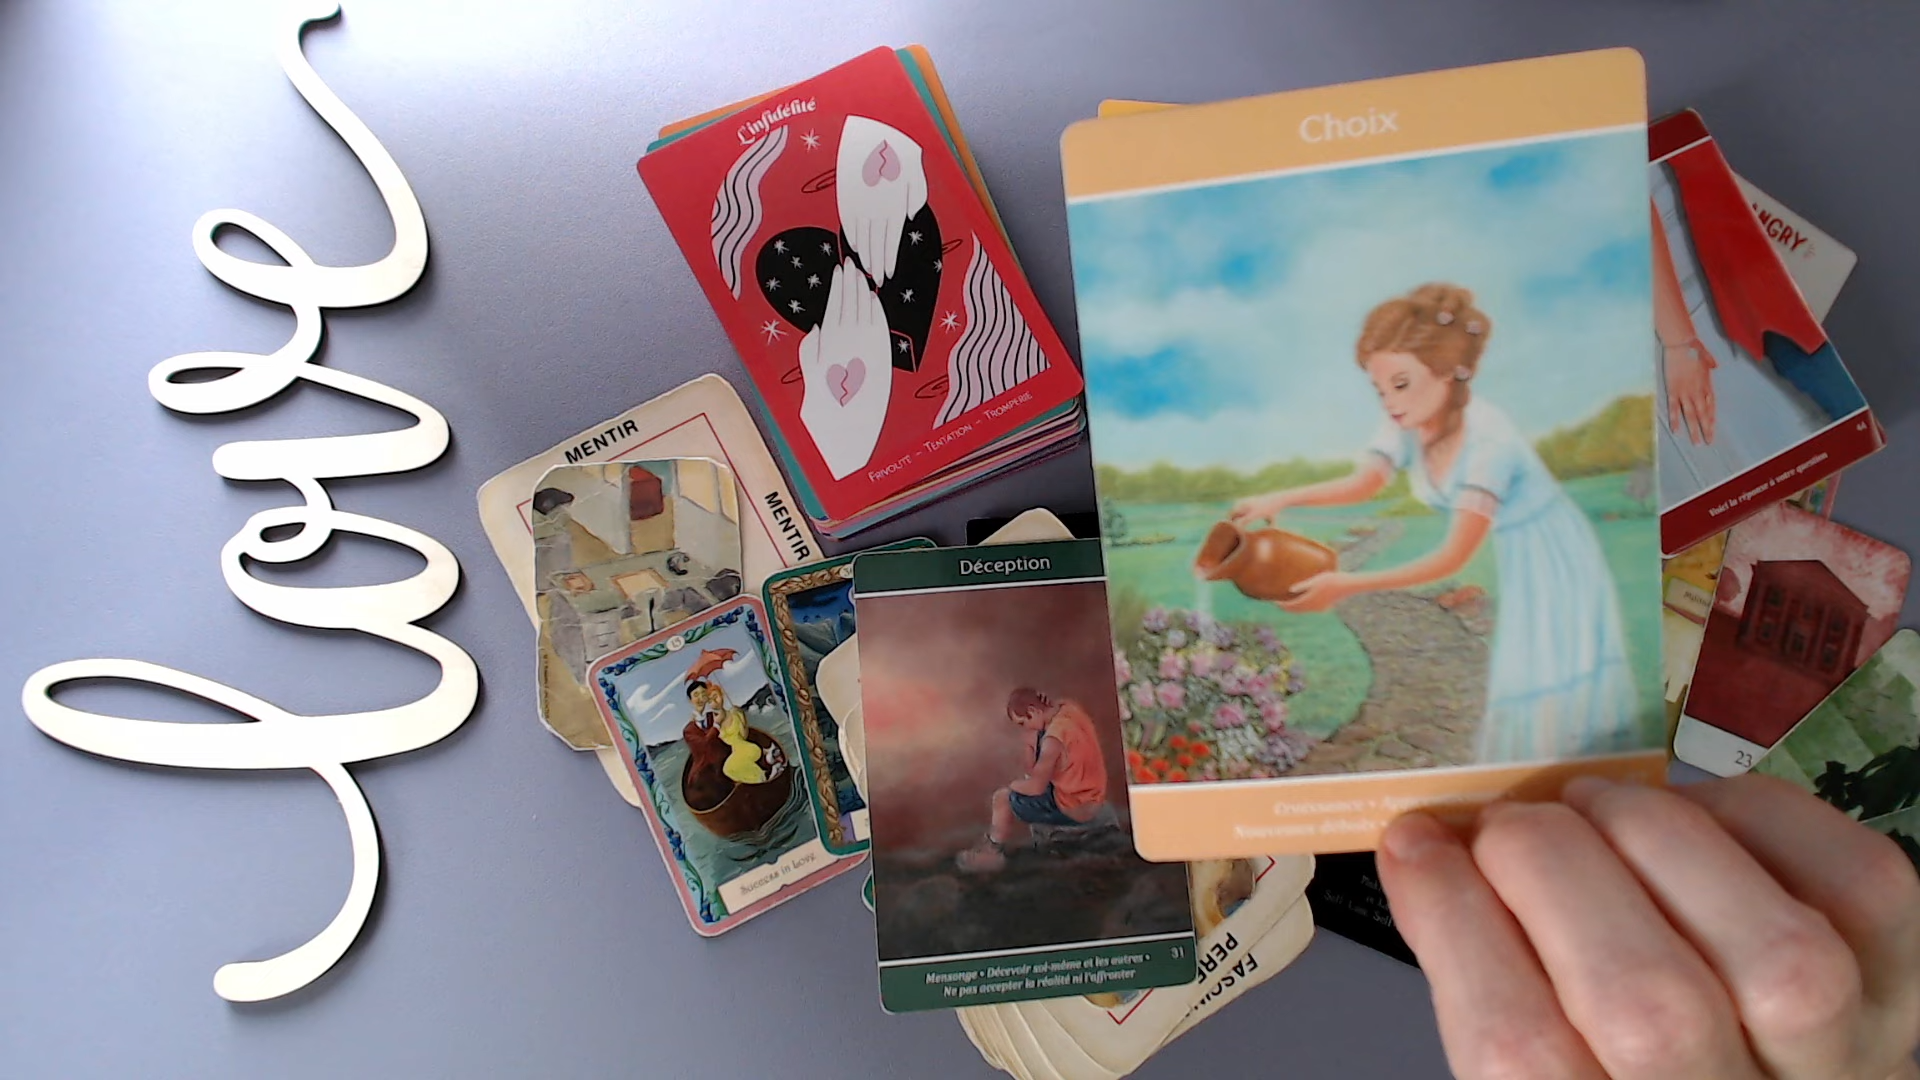 love
L'infidélité
FRIVOLITÉ – TENTATION – TROMPERIE
MENTIR
MENTIR
Success in Love
Déception
Mensonge • Décevoir soi-même et les autres •
Ne pas accepter la réalité ni l'affronter
31
Choix
Croissance •
Nouveaux débuts •
ANGRY
44
Voici la réponse à votre question
23